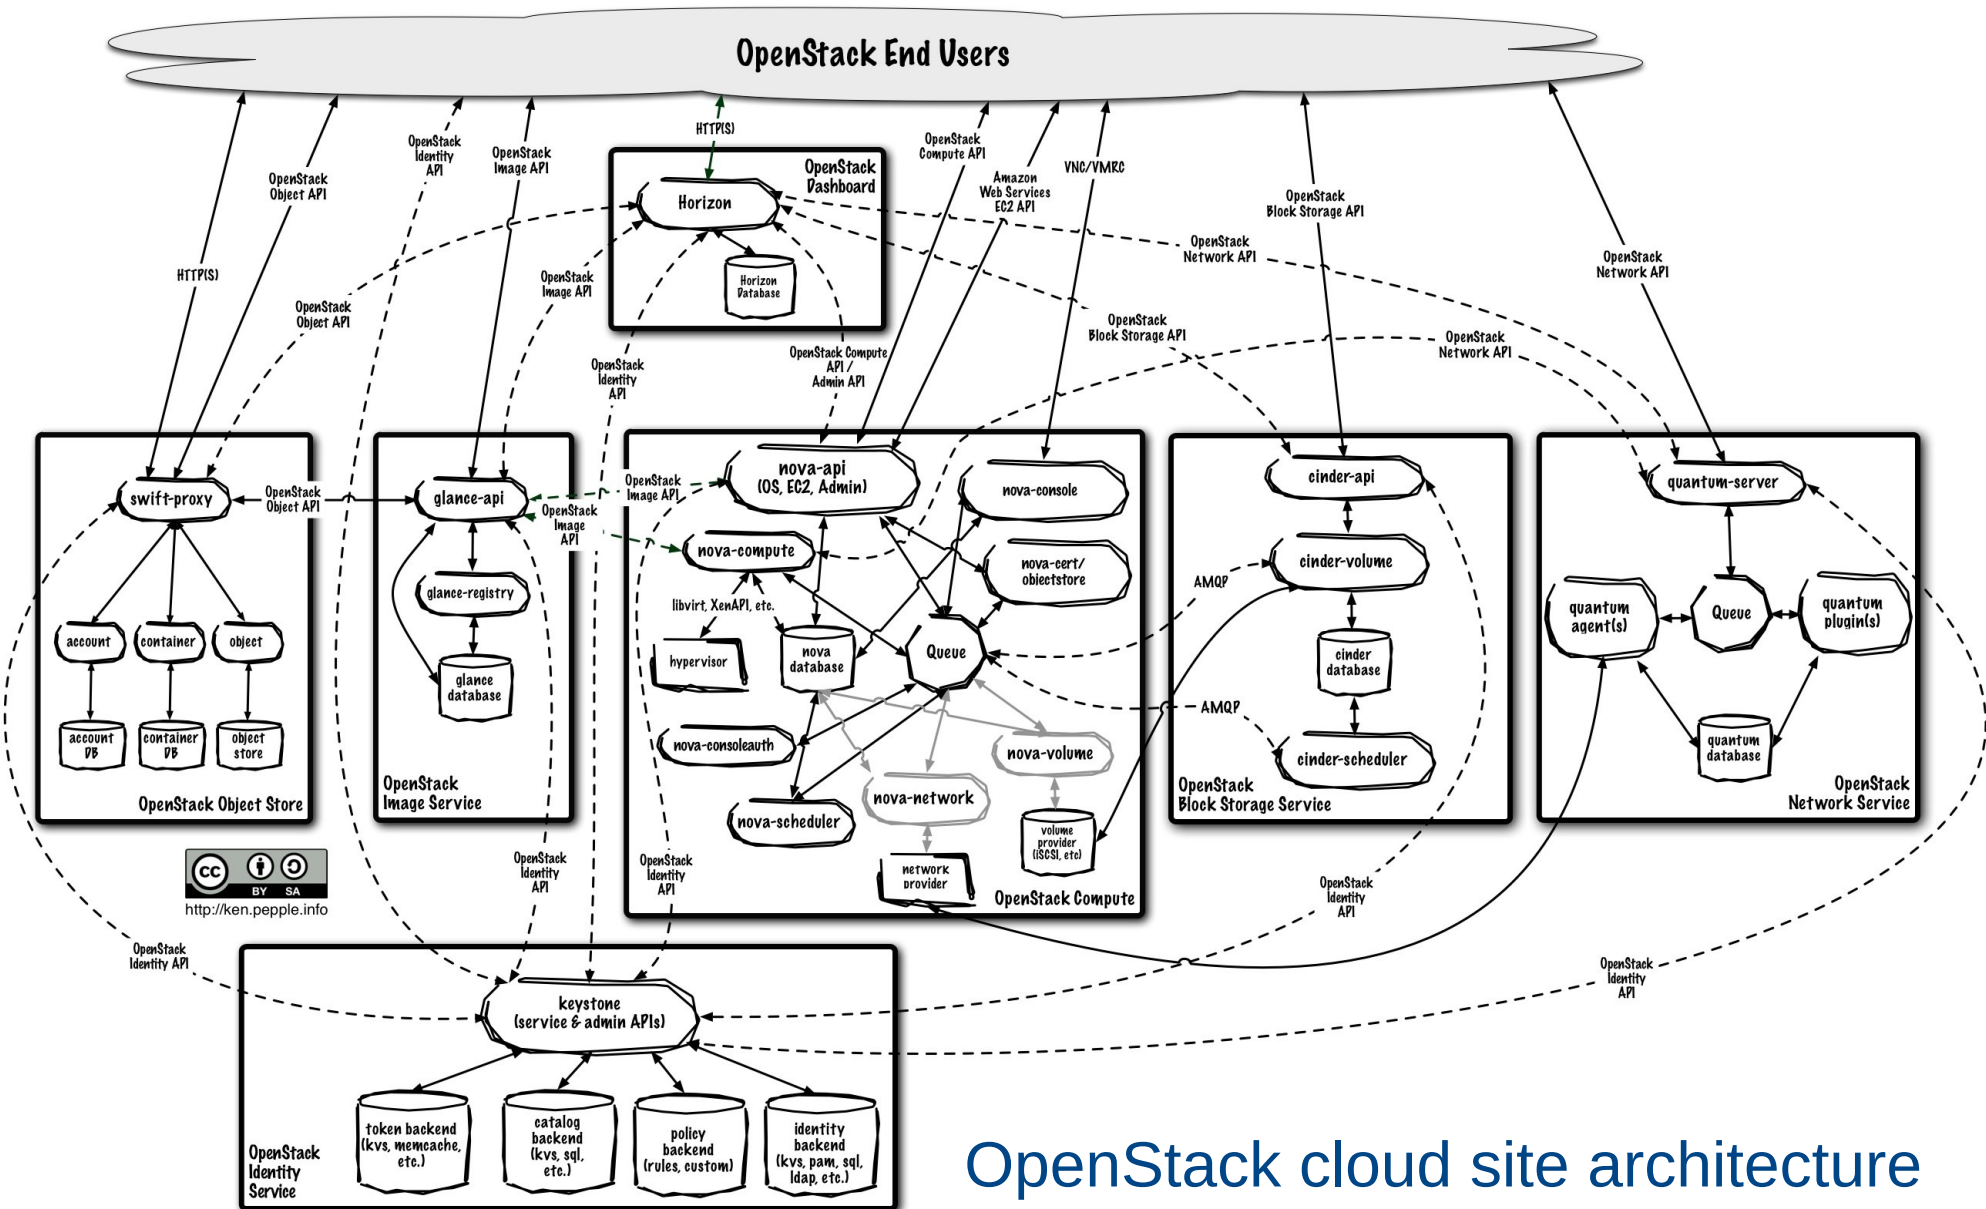 OpenStack End Users
HTTP(S)
OpenStack
Object API
OpenStack
Identity
API
OpenStack
Image API
HTTP(S)
OpenStack
Compute API
Amazon
Web Services
EC2 API
VNC/VMRC
OpenStack
Block Storage API
OpenStack
Network API
OpenStack
Dashboard
Horizon
Horizon
Database
OpenStack
Object API
OpenStack
Image API
OpenStack
Identity
API
OpenStack Compute
API /
Admin API
OpenStack
Network API
OpenStack
Block Storage API
OpenStack
Network API
swift-proxy
OpenStack
Object API
account
container
object
account
DB
container
DB
object
store
OpenStack Object Store
glance-api
glance-registry
glance
database
OpenStack
Image Service
OpenStack
Image API
OpenStack
Image
API
nova-api
(OS, EC2, Admin)
nova-console
nova-compute
nova-cert/
objectstore
libvirt, XenAPI, etc.
hypervisor
nova
database
Queue
nova-consoleauth
nova-volume
nova-network
nova-scheduler
volume
provider
(iSCSI, etc)
network
provider
OpenStack Compute
cinder-api
cinder-volume
AMQP
cinder
database
AMQP
cinder-scheduler
OpenStack
Block Storage Service
quantum-server
quantum
agent(s)
Queue
quantum
plugin(s)
quantum
database
OpenStack
Network Service
cc
BY SA
http://ken.pepple.info
OpenStack
Identity API
OpenStack
Identity
API
OpenStack
Identity
API
OpenStack
Identity
API
OpenStack
Identity
API
keystone
(service & admin APIs)
token backend
(kvs, memcache,
etc.)
catalog
backend
(kvs, sql,
etc.)
policy
backend
(rules, custom)
identity
backend
(kvs, pam, sql,
ldap, etc.)
OpenStack
Identity
Service
OpenStack cloud site architecture